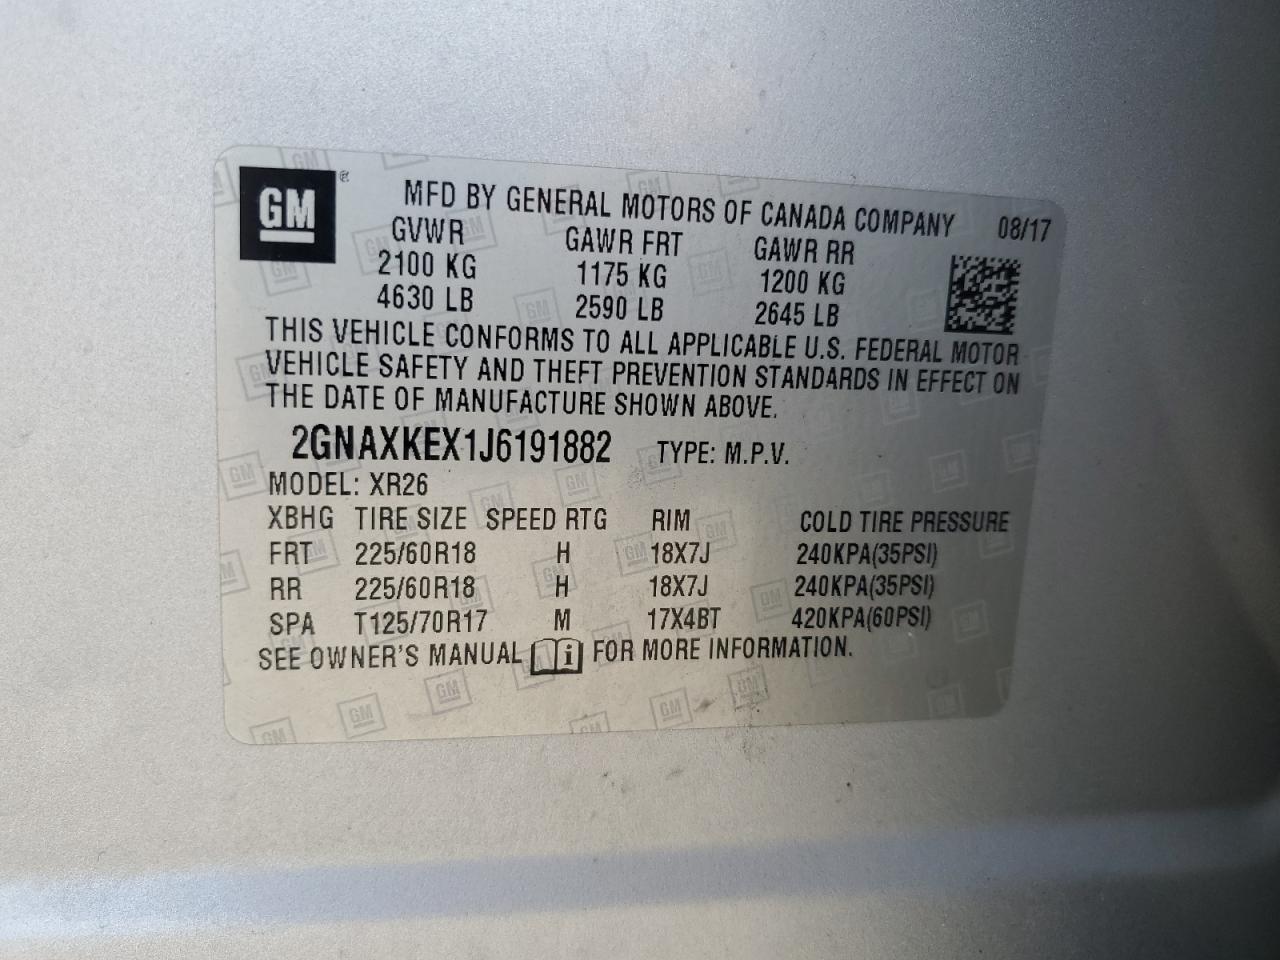 GM ®
MFD BY GENERAL MOTORS OF CANADA COMPANY 08/17
GVWR GAWR FRT GAWR RR
2100 KG 1175 KG 1200 KG
4630 LB 2590 LB 2645 LB
THIS VEHICLE CONFORMS TO ALL APPLICABLE U.S. FEDERAL MOTOR
VEHICLE SAFETY AND THEFT PREVENTION STANDARDS IN EFFECT ON
THE DATE OF MANUFACTURE SHOWN ABOVE.
2GNAXKEX1J6191882 TYPE: M.P.V.
MODEL: XR26
XBHG TIRE SIZE SPEED RTG RIM COLD TIRE PRESSURE
FRT 225/60R18 H 18X7J 240KPA(35PSI)
RR 225/60R18 H 18X7J 240KPA(35PSI)
SPA T125/70R17 M 17X4BT 420KPA(60PSI)
SEE OWNER'S MANUAL i FOR MORE INFORMATION.